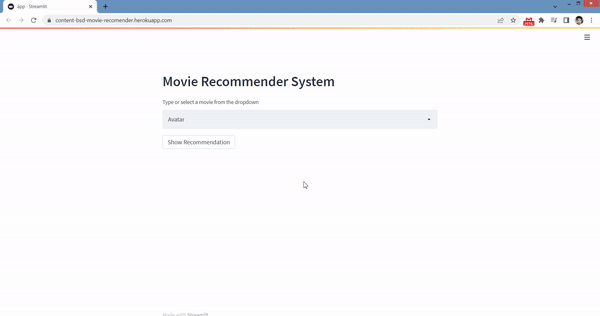 app · Streamlit
content-bsd-movie-recomender.herokuapp.com
Movie Recommender System
Type or select a movie from the dropdown
Avatar
Show Recommendation
Made with Streamlit